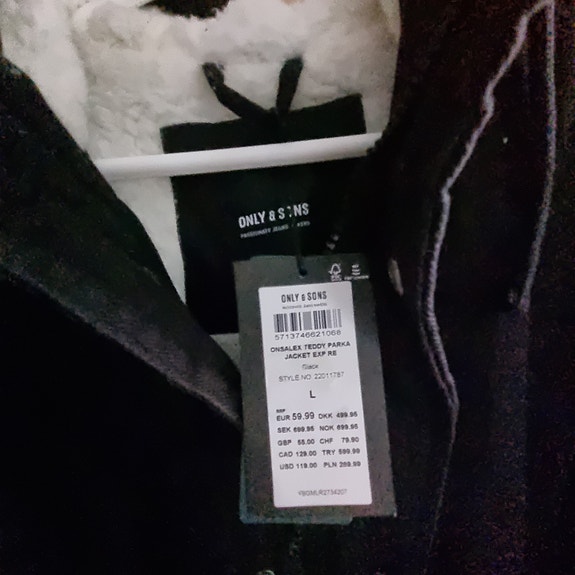 ONLY & SONS
ONLY & SONS
5713746621068
ONSALEX TEDDY PARKA
JACKET EXP RE
Black
STYLE NO. 22011787
L
RRP
EUR 59.99 DKK 499.95
SEK 699.95 NOK 699.95
GBP 55.00 CHF 79.90
CAD 129.00 TRY 599.99
USD 119.00 PLN 269.99